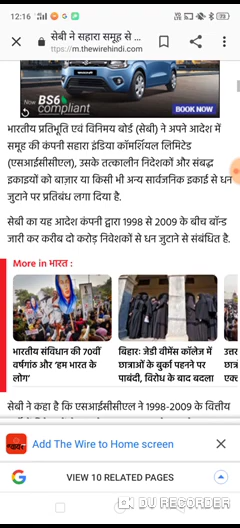 12:16
सेबी ने सहारा समूह से ...
ttps://m.thewirehindi.com
Now
BS6
compliant
BOOK NOW
भारतीय प्रतिभूति एवं विनिमय बोर्ड (सेबी) ने अपने आदेश में
समूह की कंपनी सहारा इंडिया कॉमर्शियल लिमिटेड
(एसआईसीसीएल), उसके तत्कालीन निदेशकों और संबद्ध
इकाइयों को बाज़ार या किसी भी अन्य सार्वजनिक इकाई से धन
जुटाने पर प्रतिबंध लगा दिया है.
सेबी का यह आदेश कंपनी द्वारा 1998 से 2009 के बीच बॉन्ड
जारी कर करीब दो करोड़ निवेशकों से धन जुटाने से संबंधित है.
More in भारत :
भारतीय संविधान की 70वीं
वर्षगांठ और ‘हम भारत के
लोग’
बिहार: जेडी वीमेंस कॉलेज में
छात्राओं के बुर्का पहनने पर
पाबंदी, विरोध के बाद बदला
उत्तर
छात्र
एक्स
सेबी ने कहा है कि एसआईसीसीएल ने 1998-2009 के वित्तीय
Add The Wire to Home screen
VIEW 10 RELATED PAGES
DU RECORDER